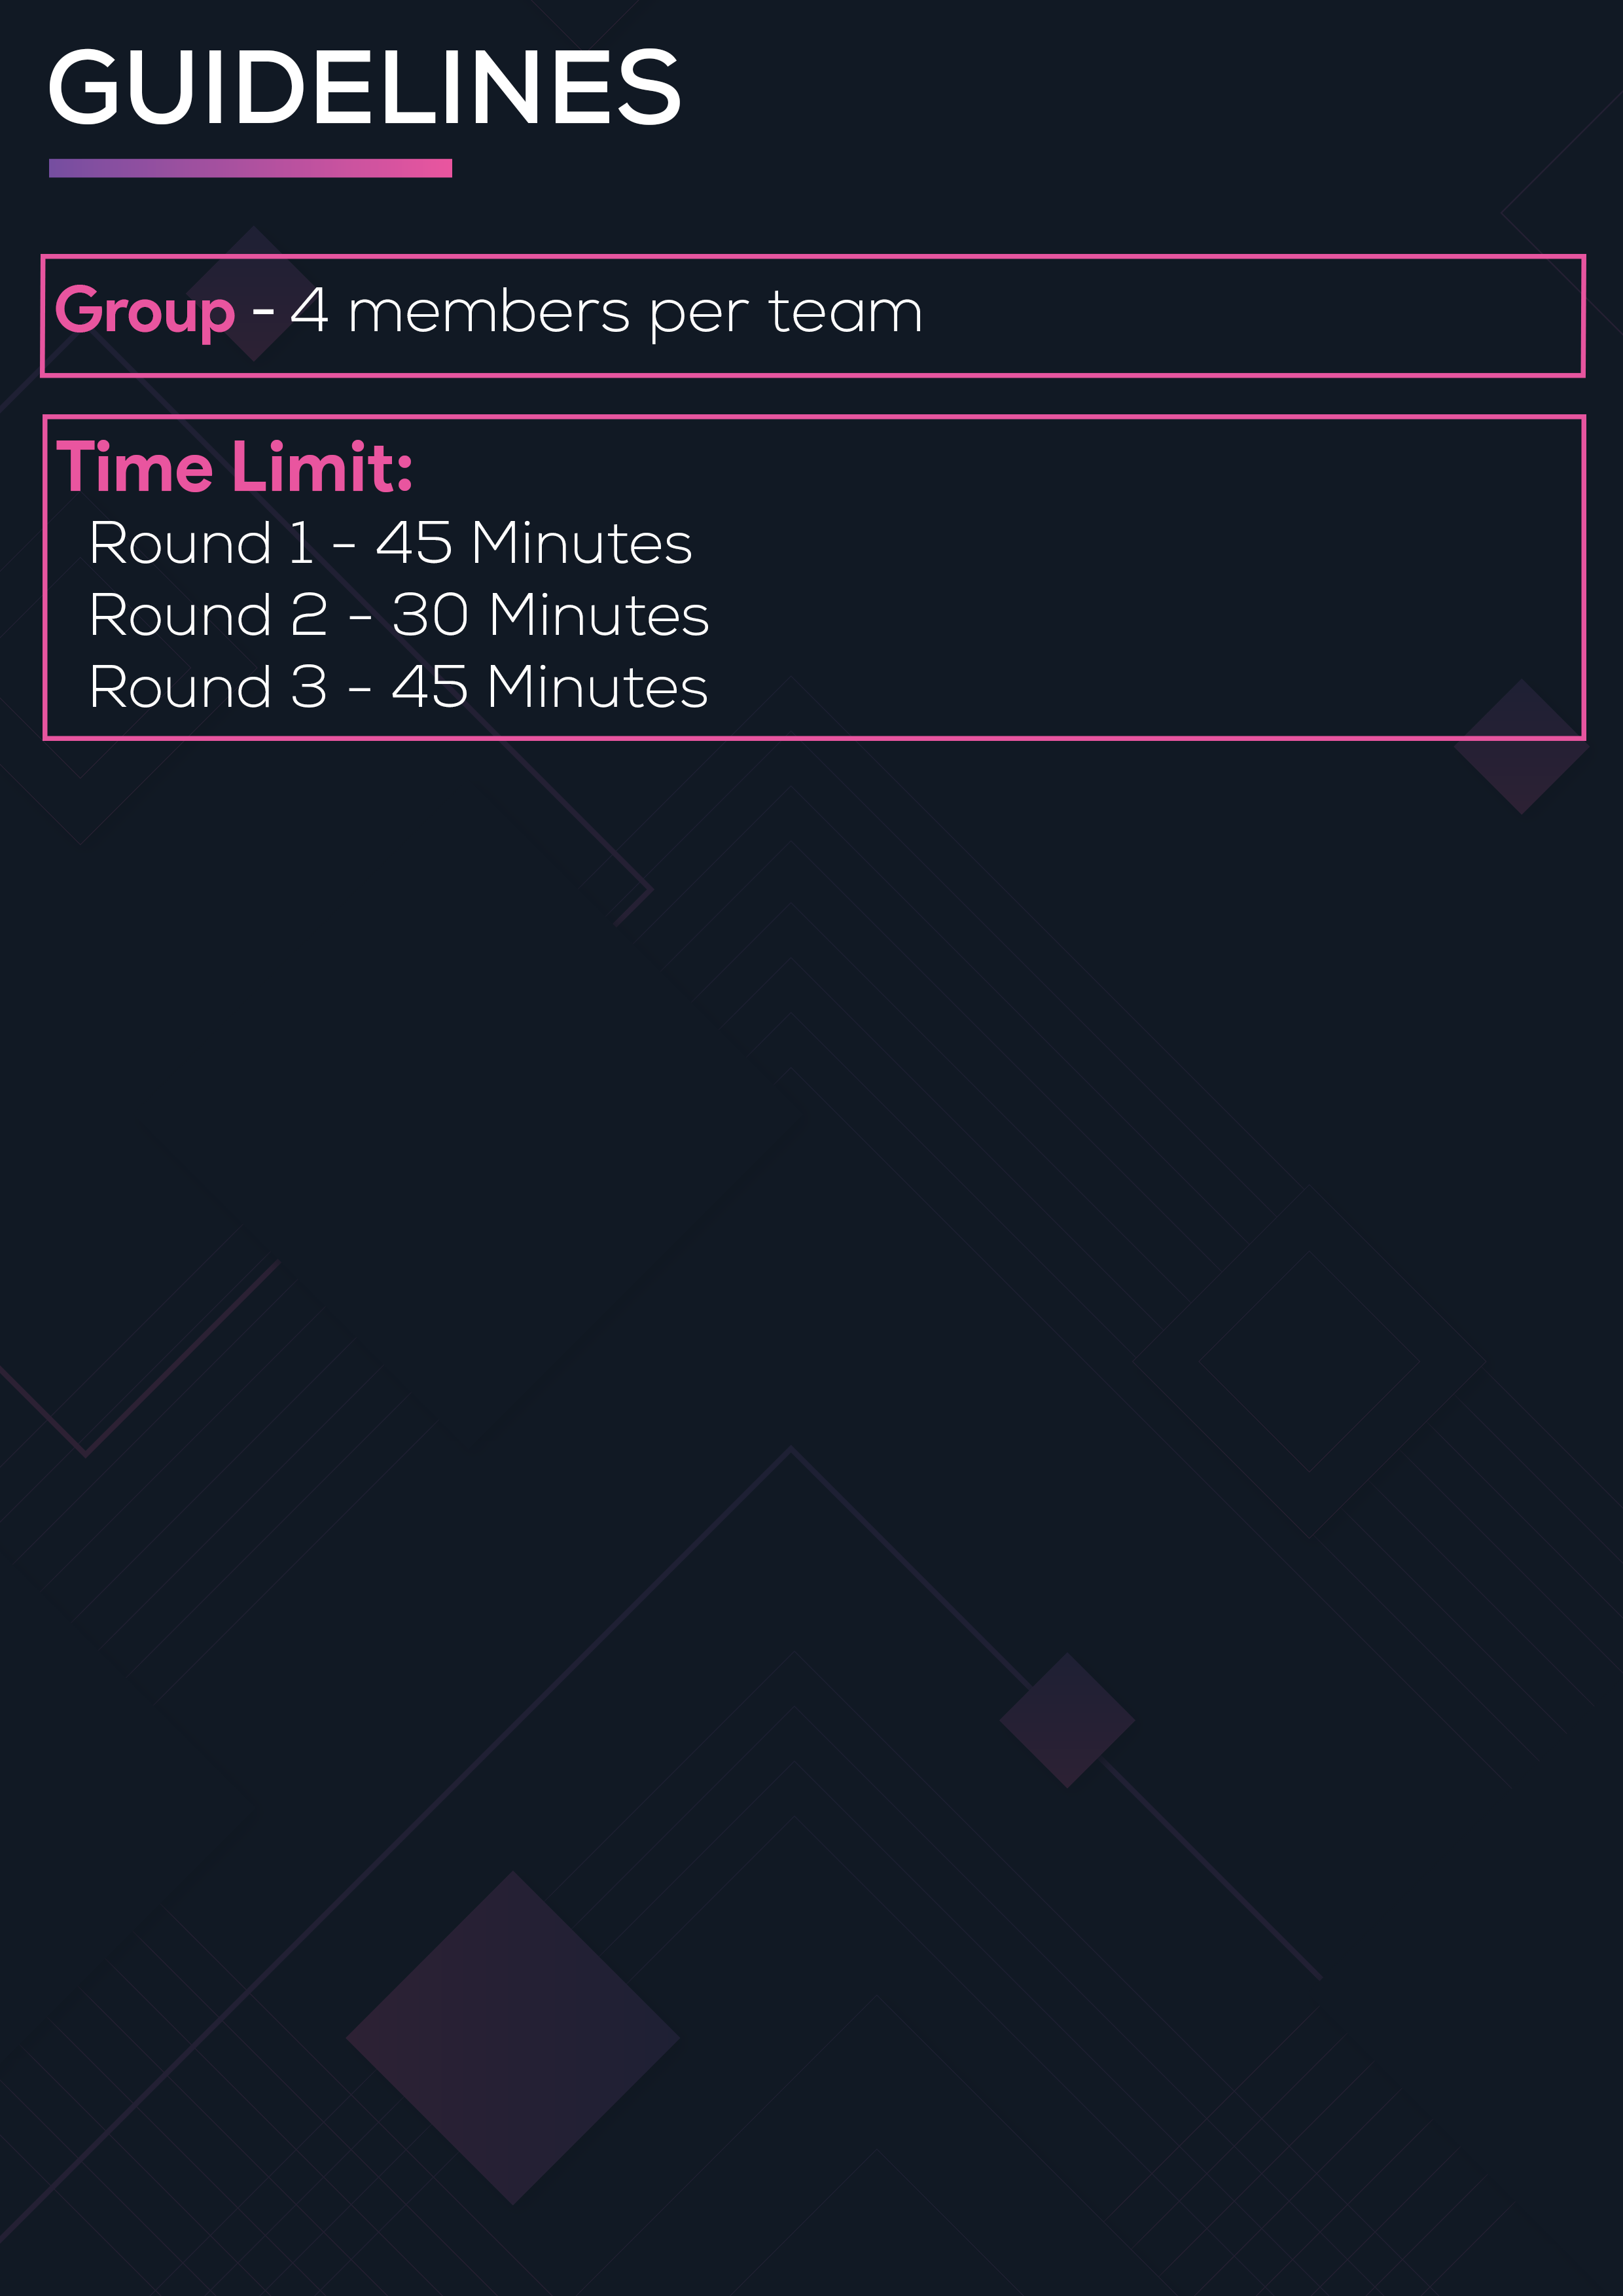 GUIDELINES
Group - 4 members per team
Time Limit:
Round 1 - 45 Minutes
Round 2 - 30 Minutes
Round 3 - 45 Minutes